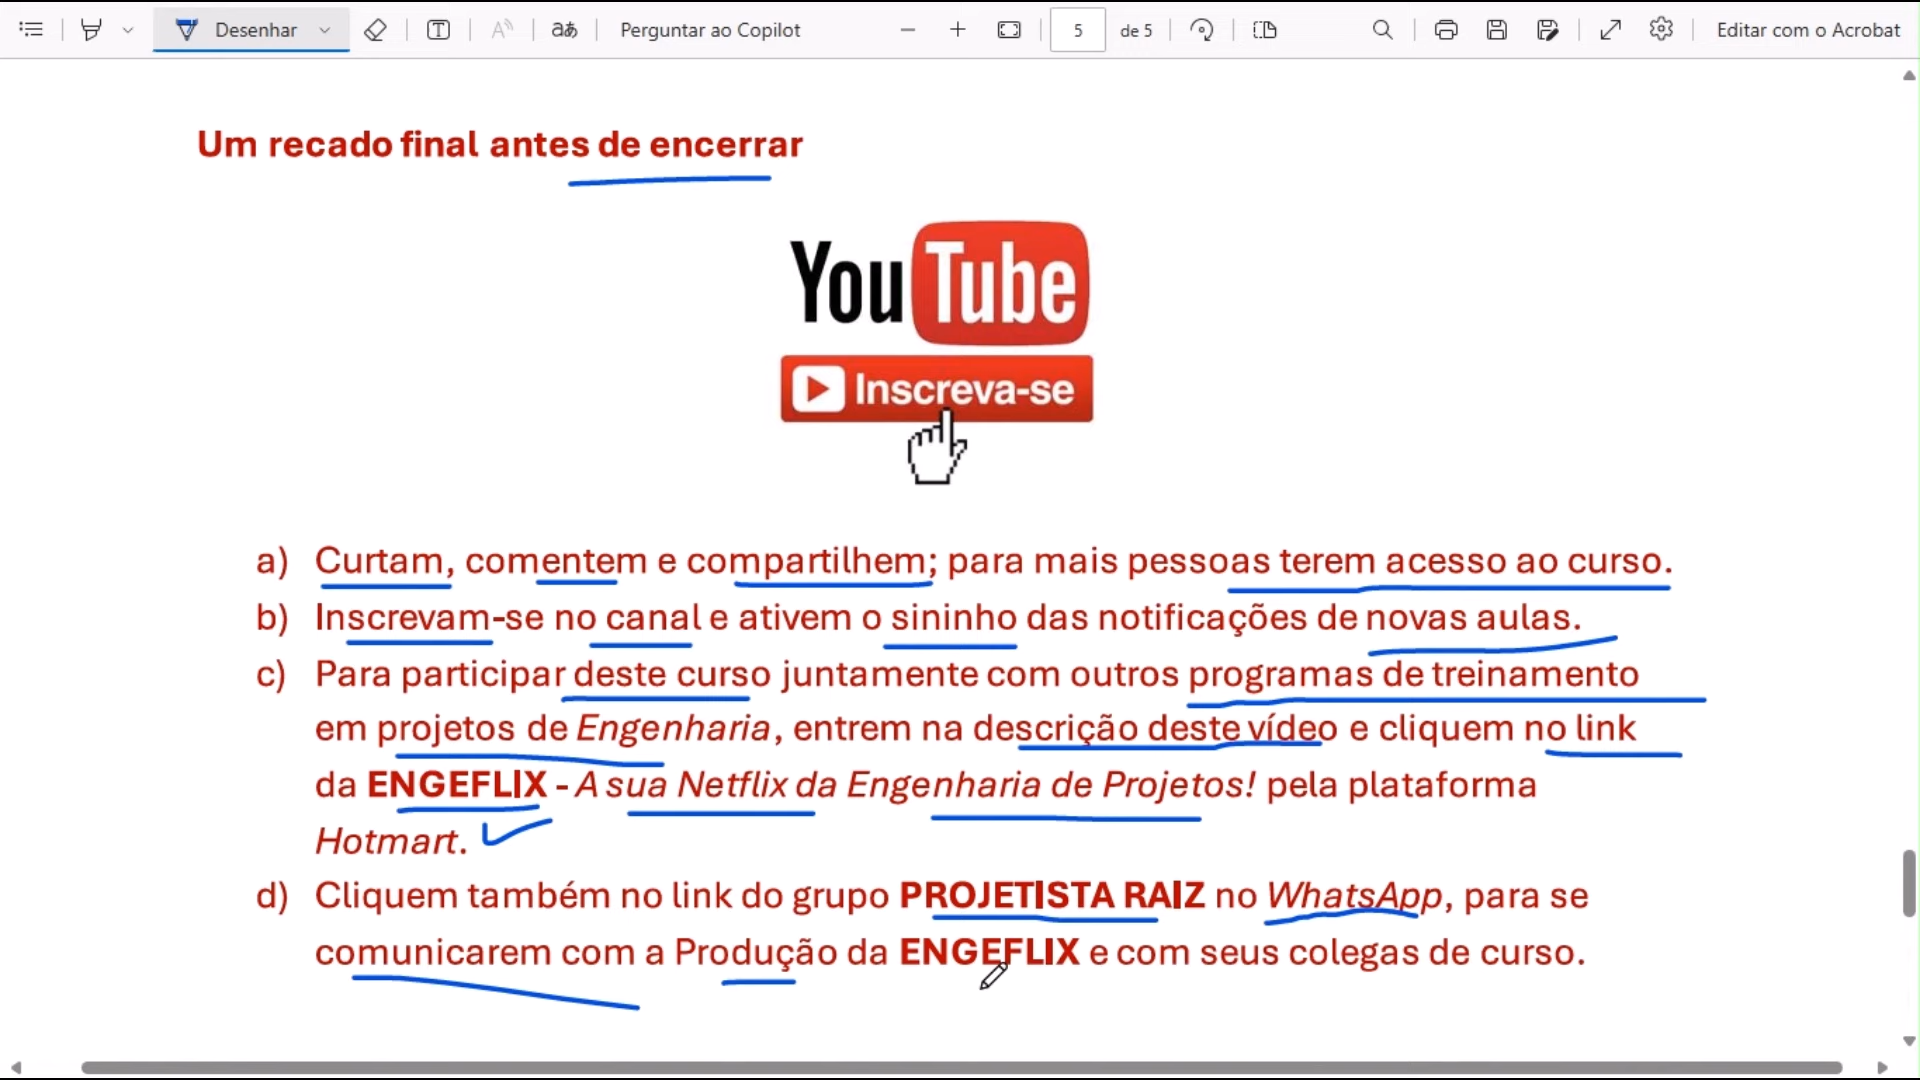 Desenhar
T
A
aあ
Perguntar ao Copilot
5
de 5
Editar com o Acrobat
Um recado final antes de encerrar
YouTube
Inscreva-se
a) Curtam, comentem e compartilhem; para mais pessoas terem acesso ao curso.
b) Inscrevam-se no canal e ativem o sininho das notificações de novas aulas.
c) Para participar deste curso juntamente com outros programas de treinamento
em projetos de Engenharia, entrem na descrição deste vídeo e cliquem no link
da ENGEFLIX - A sua Netflix da Engenharia de Projetos! pela plataforma
Hotmart.
d) Cliquem também no link do grupo PROJETISTA RAIZ no WhatsApp, para se
comunicarem com a Produção da ENGEFLIX e com seus colegas de curso.